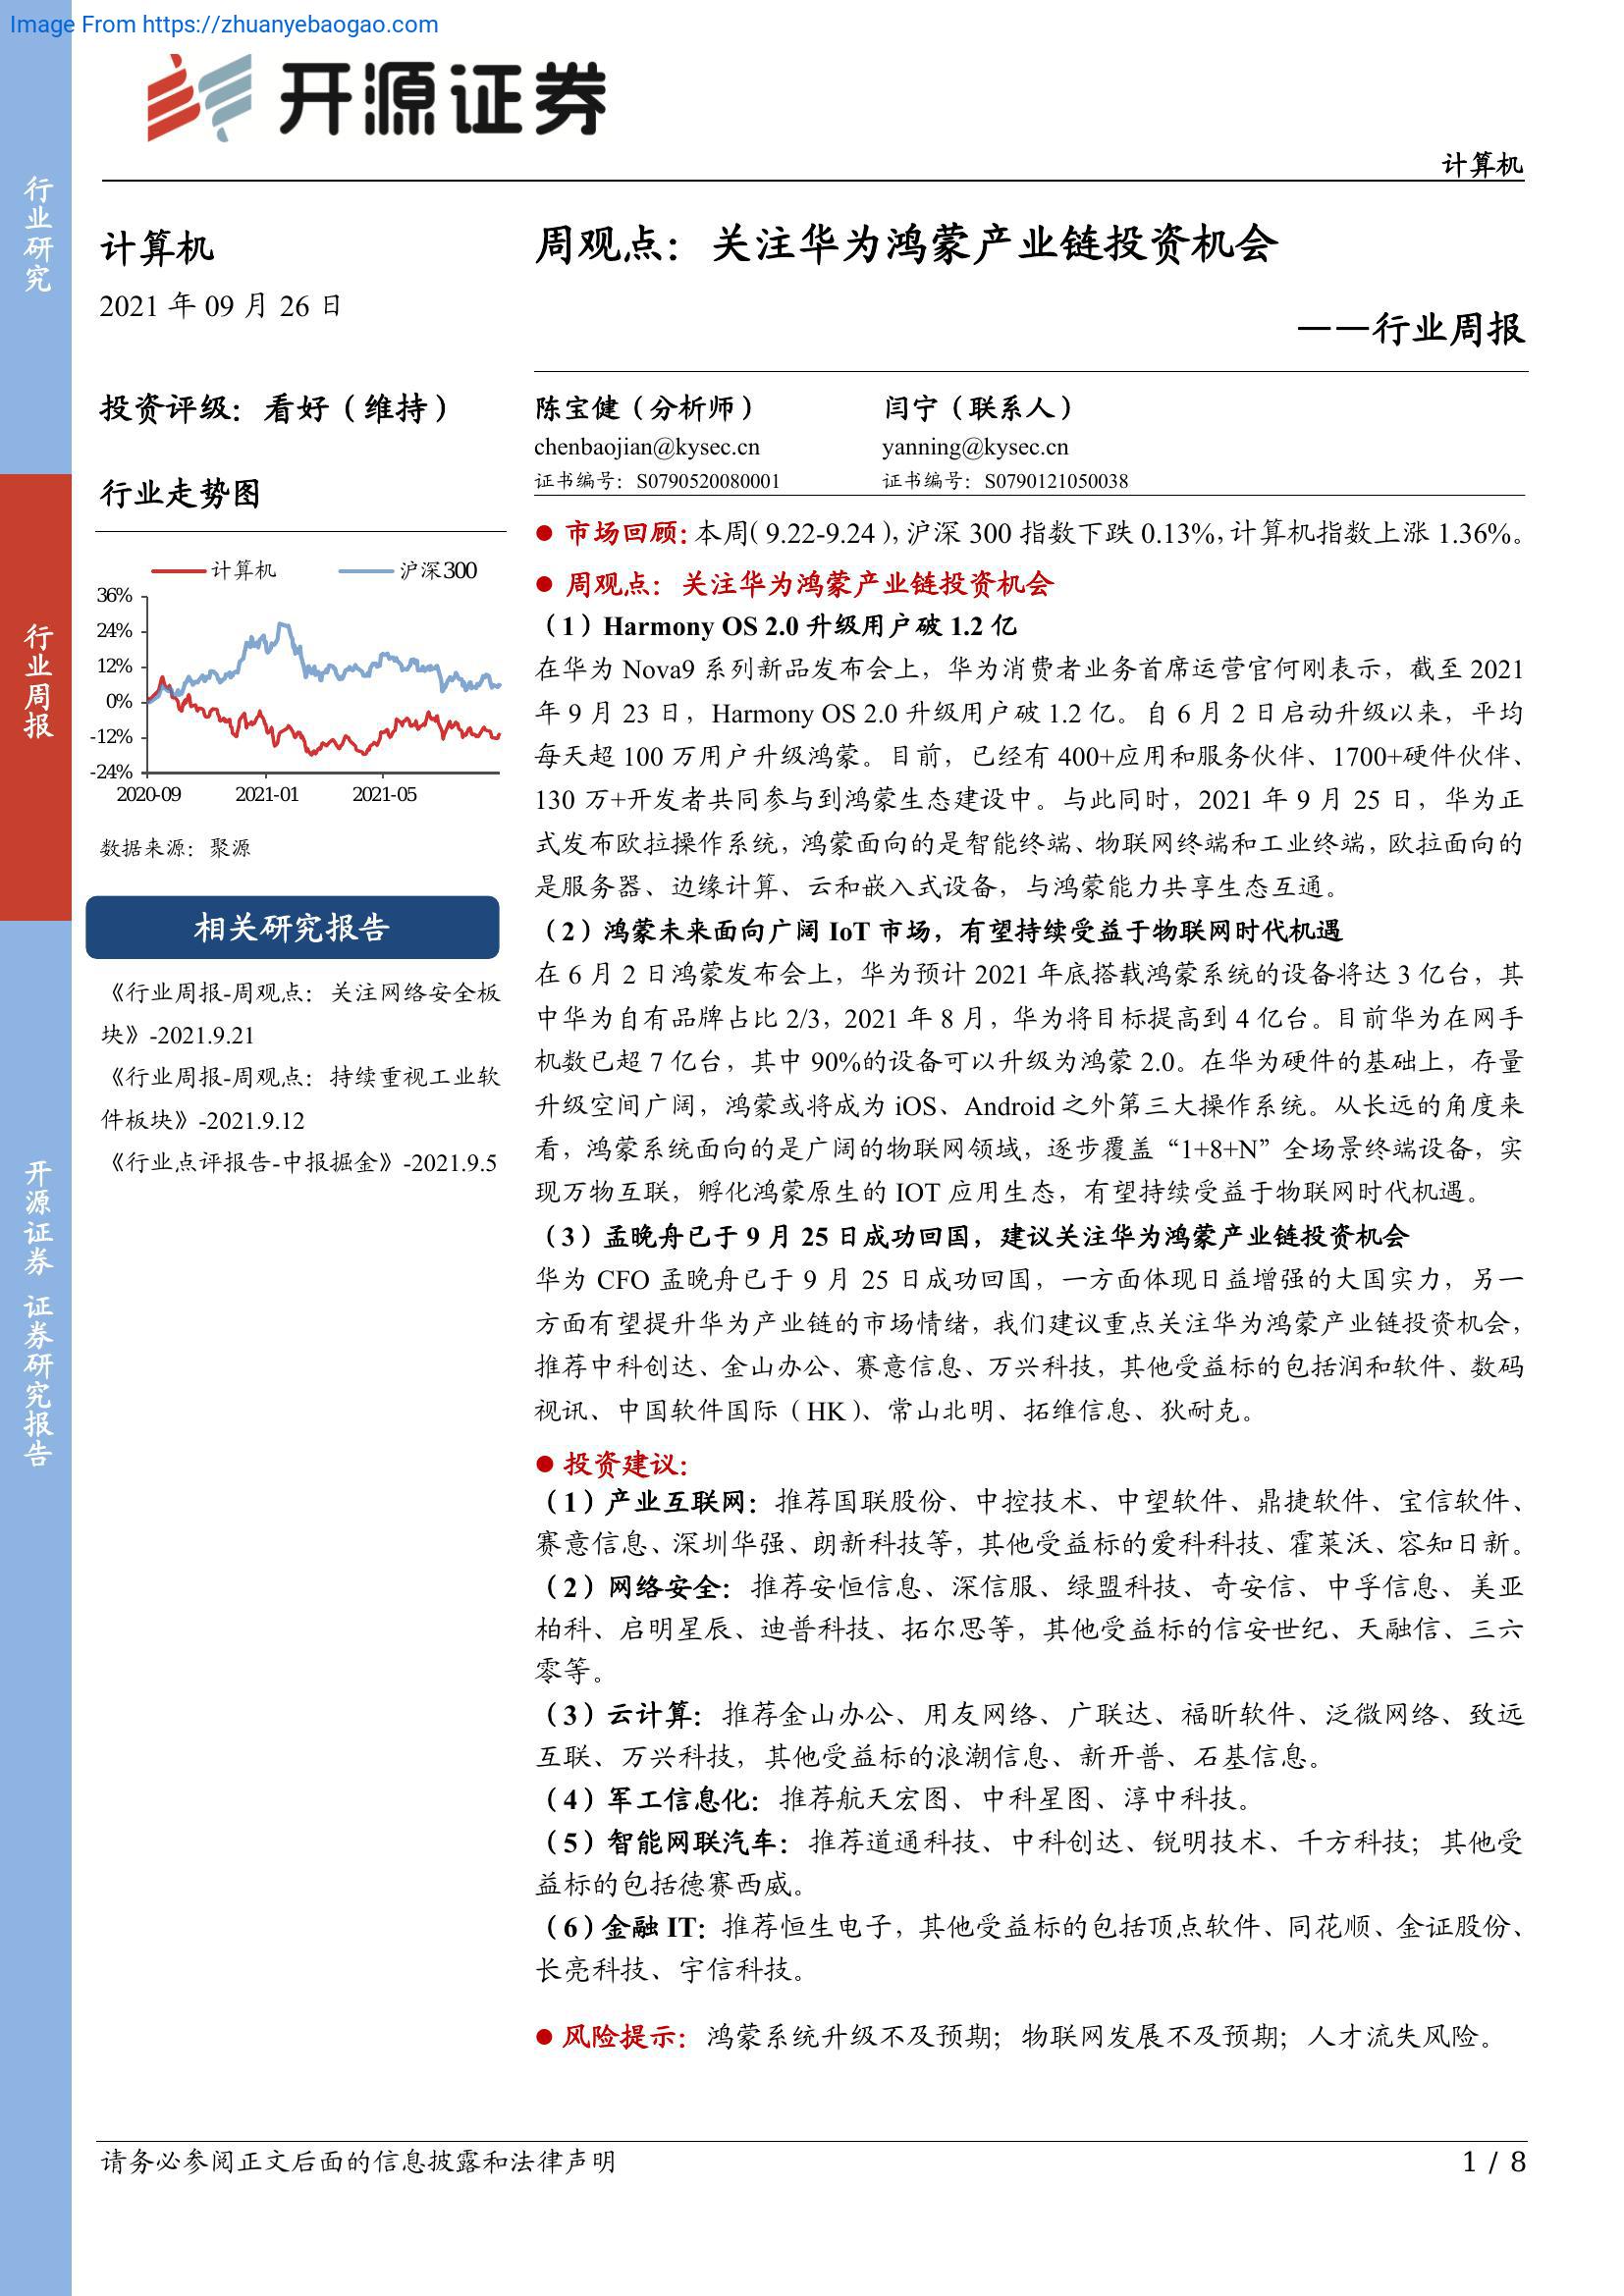 Image From https://zhuanyebaogao.com
开源证券
计算机
行业研究
行业周报
开源证券 证券研究报告
计算机
2021 年 09 月 26 日
投资评级：看好（维持）
行业走势图
计算机 沪深300
36%
24%
12%
0%
-12%
-24%
2020-09 2021-01 2021-05
数据来源：聚源
相关研究报告
《行业周报-周观点：关注网络安全板
块》-2021.9.21
《行业周报-周观点：持续重视工业软
件板块》-2021.9.12
《行业点评报告-中报掘金》-2021.9.5
周观点：关注华为鸿蒙产业链投资机会
——行业周报
陈宝健（分析师） 闫宁（联系人）
chenbaojian@kysec.cn yanning@kysec.cn
证书编号：S0790520080001 证书编号：S0790121050038
● 市场回顾：本周（9.22-9.24），沪深 300 指数下跌 0.13%，计算机指数上涨 1.36%。
● 周观点：关注华为鸿蒙产业链投资机会
（1）Harmony OS 2.0 升级用户破 1.2 亿
在华为 Nova9 系列新品发布会上，华为消费者业务首席运营官何刚表示，截至 2021
年 9 月 23 日，Harmony OS 2.0 升级用户破 1.2 亿。自 6 月 2 日启动升级以来，平均
每天超 100 万用户升级鸿蒙。目前，已经有 400+应用和服务伙伴、1700+硬件伙伴、
130 万+开发者共同参与到鸿蒙生态建设中。与此同时，2021 年 9 月 25 日，华为正
式发布欧拉操作系统，鸿蒙面向的是智能终端、物联网终端和工业终端，欧拉面向的
是服务器、边缘计算、云和嵌入式设备，与鸿蒙能力共享生态互通。
（2）鸿蒙未来面向广阔 IoT 市场，有望持续受益于物联网时代机遇
在 6 月 2 日鸿蒙发布会上，华为预计 2021 年底搭载鸿蒙系统的设备将达 3 亿台，其
中华为自有品牌占比 2/3，2021 年 8 月，华为将目标提高到 4 亿台。目前华为在网手
机数已超 7 亿台，其中 90%的设备可以升级为鸿蒙 2.0。在华为硬件的基础上，存量
升级空间广阔，鸿蒙或将成为 iOS、Android 之外第三大操作系统。从长远的角度来
看，鸿蒙系统面向的是广阔的物联网领域，逐步覆盖“1+8+N”全场景终端设备，实
现万物互联，孵化鸿蒙原生的 IOT 应用生态，有望持续受益于物联网时代机遇。
（3）孟晚舟已于 9 月 25 日成功回国，建议关注华为鸿蒙产业链投资机会
华为 CFO 孟晚舟已于 9 月 25 日成功回国，一方面体现日益增强的大国实力，另一
方面有望提升华为产业链的市场情绪，我们建议重点关注华为鸿蒙产业链投资机会，
推荐中科创达、金山办公、赛意信息、万兴科技，其他受益标的包括润和软件、数码
视讯、中国软件国际（HK）、常山北明、拓维信息、狄耐克。
● 投资建议：
（1）产业互联网：推荐国联股份、中控技术、中望软件、鼎捷软件、宝信软件、
赛意信息、深圳华强、朗新科技等，其他受益标的爱科科技、霍莱沃、容知日新。
（2）网络安全：推荐安恒信息、深信服、绿盟科技、奇安信、中孚信息、美亚
柏科、启明星辰、迪普科技、拓尔思等，其他受益标的信安世纪、天融信、三六
零等。
（3）云计算：推荐金山办公、用友网络、广联达、福昕软件、泛微网络、致远
互联、万兴科技，其他受益标的浪潮信息、新开普、石基信息。
（4）军工信息化：推荐航天宏图、中科星图、淳中科技。
（5）智能网联汽车：推荐道通科技、中科创达、锐明技术、千方科技；其他受
益标的包括德赛西威。
（6）金融 IT：推荐恒生电子，其他受益标的包括顶点软件、同花顺、金证股份、
长亮科技、宇信科技。
● 风险提示：鸿蒙系统升级不及预期；物联网发展不及预期；人才流失风险。
请务必参阅正文后面的信息披露和法律声明
1 / 8